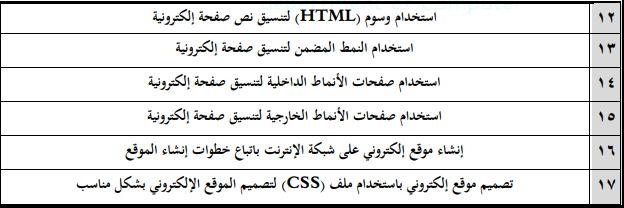 ١٢ استخدام وسوم (HTML) لتنسيق نص صفحة إلكترونية
١٣ استخدام النمط المضمن لتنسيق صفحة إلكترونية
١٤ استخدام صفحات الأنماط الداخلية لتنسيق صفحة إلكترونية
١٥ استخدام صفحات الأنماط الخارجية لتنسيق صفحة إلكترونية
١٦ إنشاء موقع إلكتروني على شبكة الإنترنت باتباع خطوات إنشاء الموقع
١٧ تصميم موقع إلكتروني باستخدام ملف (CSS) لتصميم الموقع الإلكتروني بشكل مناسب